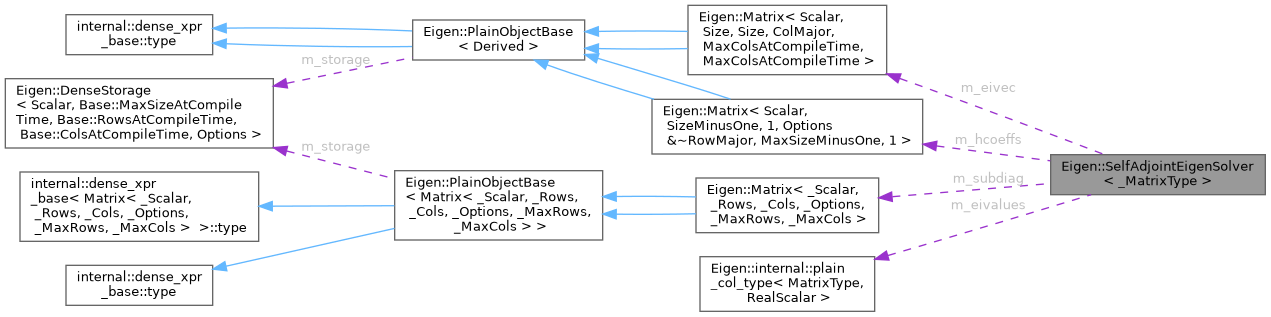 internal::dense_xpr
_base::type
Eigen::DenseStorage
< Scalar, Base::MaxSizeAtCompile
Time, Base::RowsAtCompileTime,
Base::ColsAtCompileTime, Options >
internal::dense_xpr
_base< Matrix< _Scalar,
_Rows, _Cols, _Options,
_MaxRows, _MaxCols > >::type
internal::dense_xpr
_base::type
m_storage
m_storage
Eigen::PlainObjectBase
< Derived >
Eigen::PlainObjectBase
< Matrix< _Scalar, _Rows,
_Cols, _Options, _MaxRows,
_MaxCols > >
Eigen::Matrix< Scalar,
Size, Size, ColMajor,
MaxColsAtCompileTime,
MaxColsAtCompileTime >
Eigen::Matrix< Scalar,
SizeMinusOne, 1, Options
&~RowMajor, MaxSizeMinusOne, 1 >
Eigen::Matrix< _Scalar,
_Rows, _Cols, _Options,
_MaxRows, _MaxCols >
Eigen::internal::plain
_col_type< MatrixType,
RealScalar >
m_eivec
m_hcoeffs
m_subdiag
m_eivalues
Eigen::SelfAdjointEigenSolver
< _MatrixType >